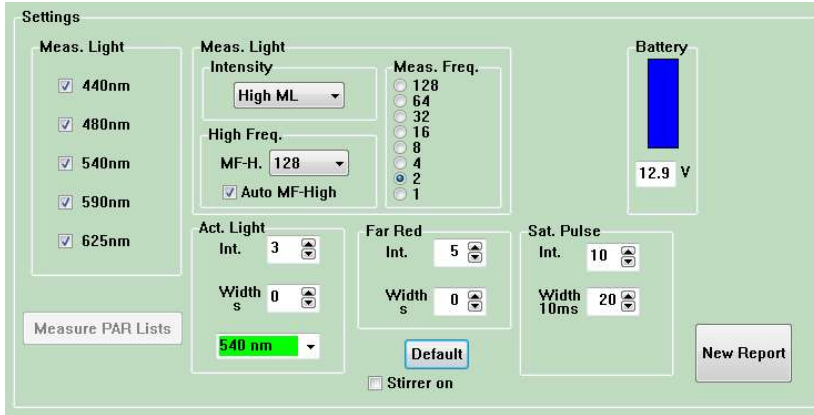 Settings
Meas. Light
440nm
480nm
540nm
590nm
625nm
Measure PAR Lists
Meas. Light
Intensity
High ML
High Freq.
MF-H. 128
Auto MF-High
Meas. Freq.
128
64
32
16
8
4
2
1
Battery
12.9 V
Act. Light
Int. 3
Width 0
s
540 nm
Far Red
Int. 5
Width 0
s
Default
Stirrer on
Sat. Pulse
Int. 10
Width 20
10ms
New Report